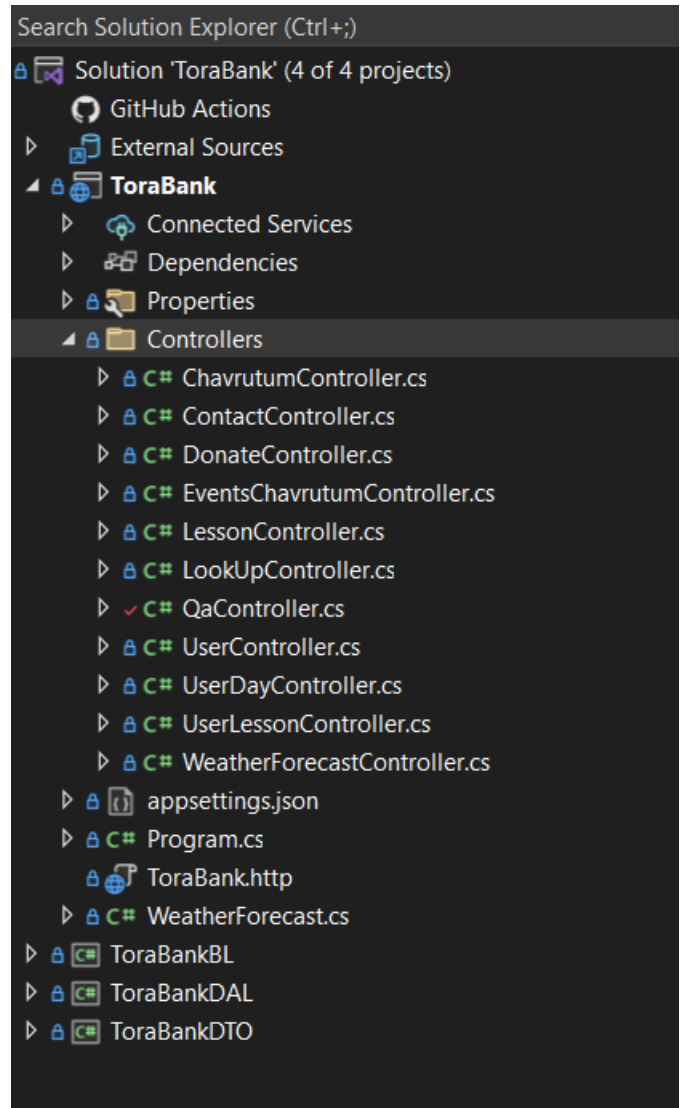 Search Solution Explorer (Ctrl+;)
Solution 'ToraBank' (4 of 4 projects)
GitHub Actions
External Sources
ToraBank
Connected Services
Dependencies
Properties
Controllers
C# ChavrutumController.cs
C# ContactController.cs
C# DonateController.cs
C# EventsChavrutumController.cs
C# LessonController.cs
C# LookUpController.cs
C# QaController.cs
C# UserController.cs
C# UserDayController.cs
C# UserLessonController.cs
C# WeatherForecastController.cs
appsettings.json
C# Program.cs
ToraBank.http
C# WeatherForecast.cs
C# ToraBankBL
C# ToraBankDAL
C# ToraBankDTO